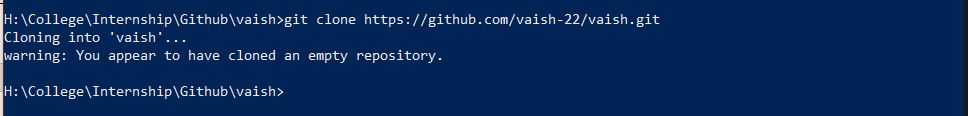 H:\College\Internship\Github\vaish>git clone https://github.com/vaish-22/vaish.git
Cloning into 'vaish'...
warning: You appear to have cloned an empty repository.
H:\College\Internship\Github\vaish>